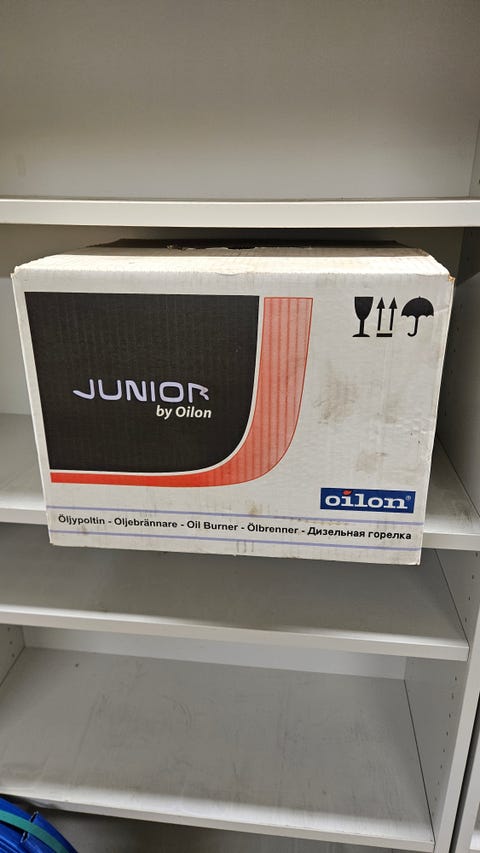 JUNIOR
by Oilon
oilon®
Öljypoltin - Oljebrännare - Oil Burner - Ölbrenner - Дизельная горелка